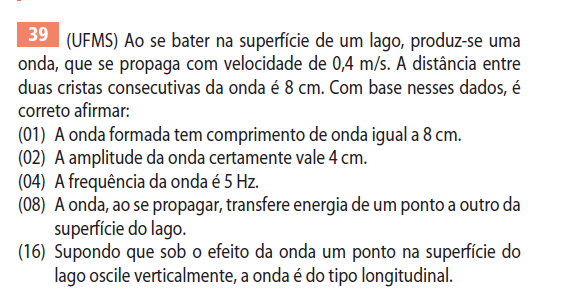 39 (UFMS) Ao se bater na superfície de um lago, produz-se uma
onda, que se propaga com velocidade de 0,4 m/s. A distância entre
duas cristas consecutivas da onda é 8 cm. Com base nesses dados, é
correto afirmar:
(01) A onda formada tem comprimento de onda igual a 8 cm.
(02) A amplitude da onda certamente vale 4 cm.
(04) A frequência da onda é 5 Hz.
(08) A onda, ao se propagar, transfere energia de um ponto a outro da
superfície do lago.
(16) Supondo que sob o efeito da onda um ponto na superfície do
lago oscile verticalmente, a onda é do tipo longitudinal.